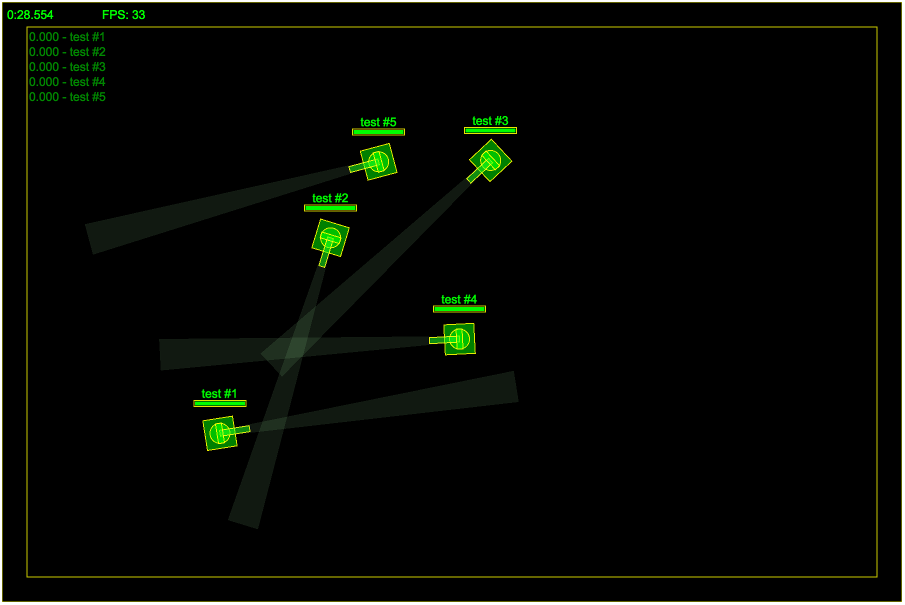 0:28.554 FPS: 33
0.000 - test #1
0.000 - test #2
0.000 - test #3
0.000 - test #4
0.000 - test #5
test #5
test #3
test #2
test #4
test #1